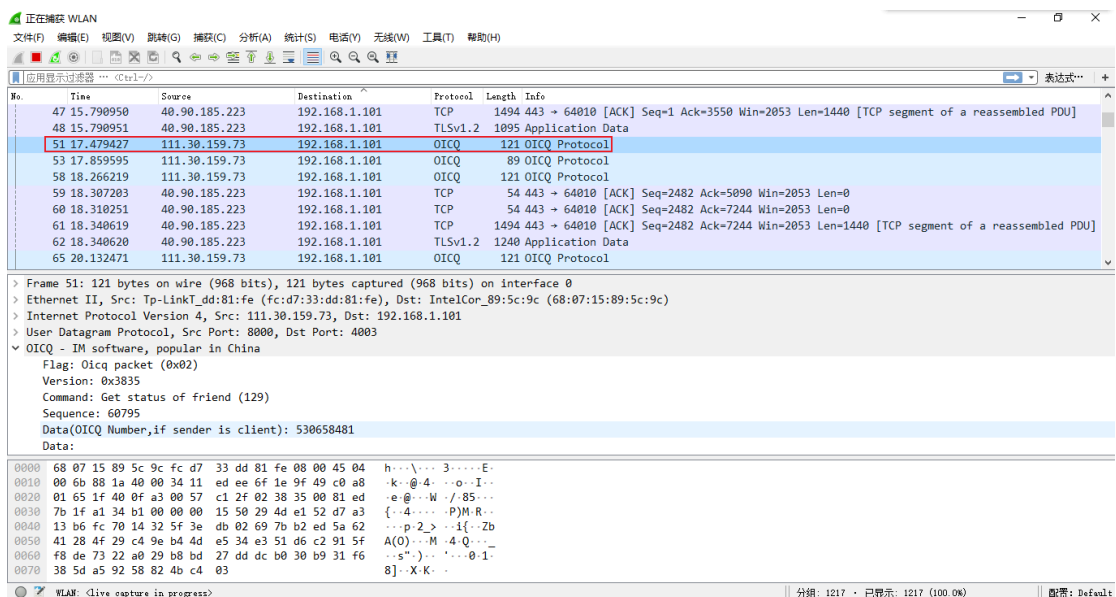 正在捕获 WLAN
文件(F) 编辑(E) 视图(V) 跳转(G) 捕获(C) 分析(A) 统计(S) 电话(Y) 无线(W) 工具(T) 帮助(H)
应用显示过滤器 … <Ctrl-/> 表达式… +
No. Time Source Destination Protocol Length Info
47 15.790950 40.90.185.223 192.168.1.101 TCP 1494 443 → 64010 [ACK] Seq=1 Ack=3550 Win=2053 Len=1440 [TCP segment of a reassembled PDU]
48 15.790951 40.90.185.223 192.168.1.101 TLSv1.2 1095 Application Data
51 17.479427 111.30.159.73 192.168.1.101 OICQ 121 OICQ Protocol
53 17.859595 111.30.159.73 192.168.1.101 OICQ 89 OICQ Protocol
58 18.266219 111.30.159.73 192.168.1.101 OICQ 121 OICQ Protocol
59 18.307203 40.90.185.223 192.168.1.101 TCP 54 443 → 64010 [ACK] Seq=2482 Ack=5090 Win=2053 Len=0
60 18.310251 40.90.185.223 192.168.1.101 TCP 54 443 → 64010 [ACK] Seq=2482 Ack=7244 Win=2053 Len=0
61 18.340619 40.90.185.223 192.168.1.101 TCP 1494 443 → 64010 [ACK] Seq=2482 Ack=7244 Win=2053 Len=1440 [TCP segment of a reassembled PDU]
62 18.340620 40.90.185.223 192.168.1.101 TLSv1.2 1240 Application Data
65 20.132471 111.30.159.73 192.168.1.101 OICQ 121 OICQ Protocol
Frame 51: 121 bytes on wire (968 bits), 121 bytes captured (968 bits) on interface 0
Ethernet II, Src: Tp-LinkT_dd:81:fe (fc:d7:33:dd:81:fe), Dst: IntelCor_89:5c:9c (68:07:15:89:5c:9c)
Internet Protocol Version 4, Src: 111.30.159.73, Dst: 192.168.1.101
User Datagram Protocol, Src Port: 8000, Dst Port: 4003
OICQ - IM software, popular in China
Flag: Oicq packet (0x02)
Version: 0x3835
Command: Get status of friend (129)
Sequence: 60795
Data(OICQ Number,if sender is client): 530658481
Data:
0000 68 07 15 89 5c 9c fc d7 33 dd 81 fe 08 00 45 04 h···\··· 3·····E·
0010 00 6b 88 1a 40 00 34 11 ed ee 6f 1e 9f 49 c0 a8 ·k··@·4· ··o··I··
0020 01 65 1f 40 0f a3 00 57 c1 2f 02 38 35 00 81 ed ·e·@···W ·/·85···
0030 7b 1f a1 34 b1 00 00 00 15 50 29 4d e1 52 d7 a3 {··4···· ·P)M·R··
0040 13 b6 fc 70 14 32 5f 3e db 02 69 7b b2 ed 5a 62 ···p·2_> ··i{··Zb
0050 41 28 4f 29 c4 9e b4 4d e5 34 e3 51 d6 c2 91 5f A(O)···M ·4·Q···_
0060 f8 de 73 22 a0 29 b8 bd 27 dd dc b0 30 b9 31 f6 ··s"·)·· '···0·1·
0070 38 5d a5 92 58 82 4b c4 03 8]··X·K· ·
WLAN: <live capture in progress> 分组: 1217 · 已显示: 1217 (100.0%) 配置: Default